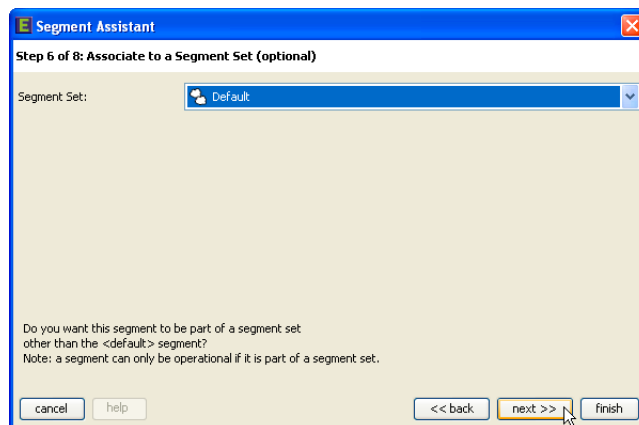 E Segment Assistant
Step 6 of 8: Associate to a Segment Set (optional)
Segment Set:
Default
Do you want this segment to be part of a segment set
other than the <default> segment?
Note: a segment can only be operational if it is part of a segment set.
cancel
help
<< back
next >>
finish